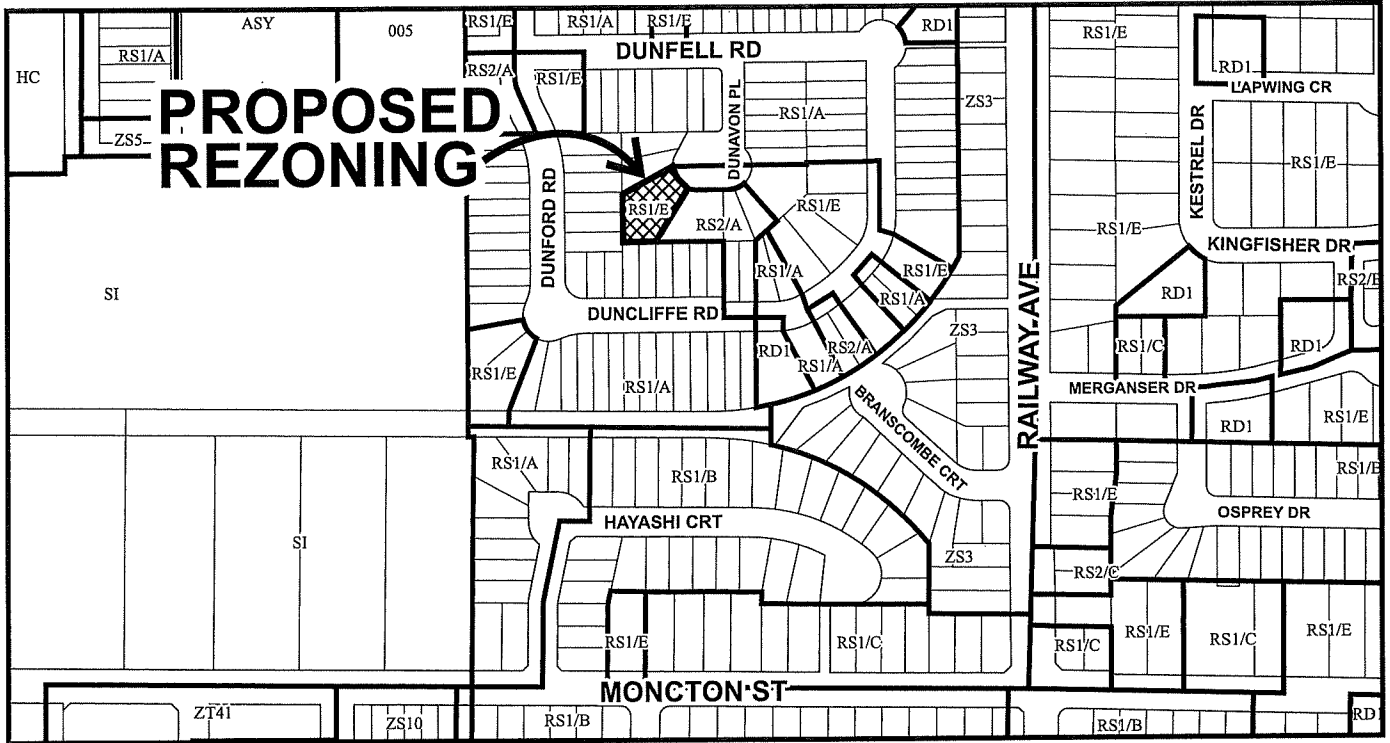 ASY
005
RS1/E
RS1/A
RS1/E
RD1
RS1/E
HC
RS1/A
DUNFELL RD
RS2/A
RS1/E
RD1
LAPWING CR
PROPOSED
REZONING
ZS5
DUNAVON PL
RS1/A
ZS3
KESTREL DR
RS1/E
DUNFORD RD
RS1/E
RS2/A
RS1/E
RS1/E
KINGFISHER DR
RS1/A
RS1/E
RS1/A
RAILWAY AVE
RD1
RS2/E
SI
DUNCLIFFE RD
ZS3
RD1
RS2/A
RS1/A
RS1/C
RD1
RS1/E
RS1/A
MERGANSER DR
BRANSCOMBE CRT
RD1
RS1/E
RS1/A
RS1/B
RS1/B
RS1/E
HAYASHI CRT
OSPREY DR
SI
ZS3
RS2/C
RS1/E
RS1/C
RS1/C
RS1/E
RS1/C
RS1/E
MONCTON ST
ZT41
ZS10
RS1/B
RS1/B
RD1